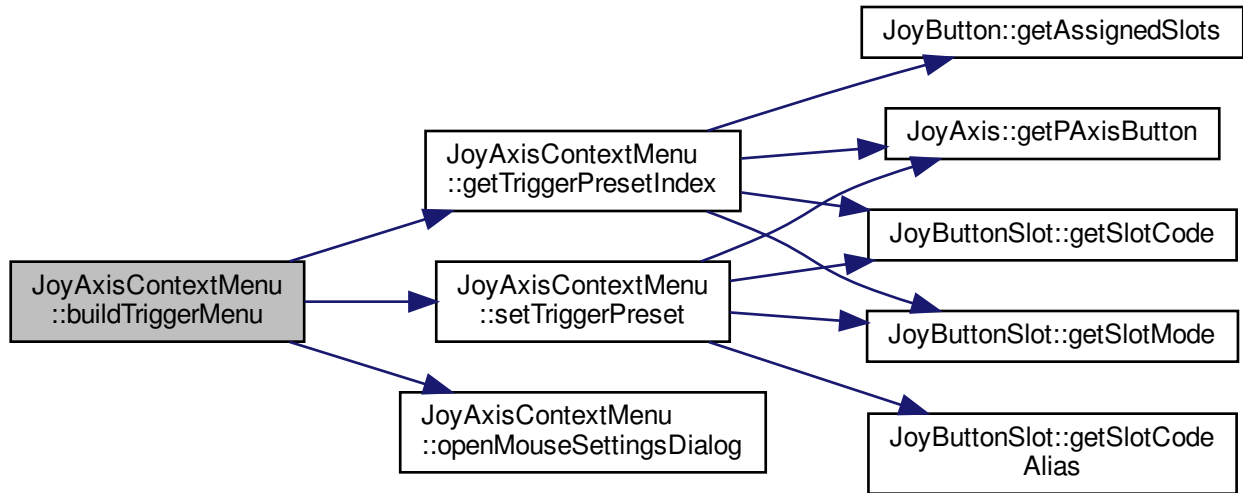 JoyButton::getAssignedSlots
JoyAxis::getPAxisButton
JoyAxisContextMenu
::getTriggerPresetIndex
JoyButtonSlot::getSlotCode
JoyAxisContextMenu
::buildTriggerMenu
JoyAxisContextMenu
::setTriggerPreset
JoyButtonSlot::getSlotMode
JoyAxisContextMenu
::openMouseSettingsDialog
JoyButtonSlot::getSlotCode
Alias